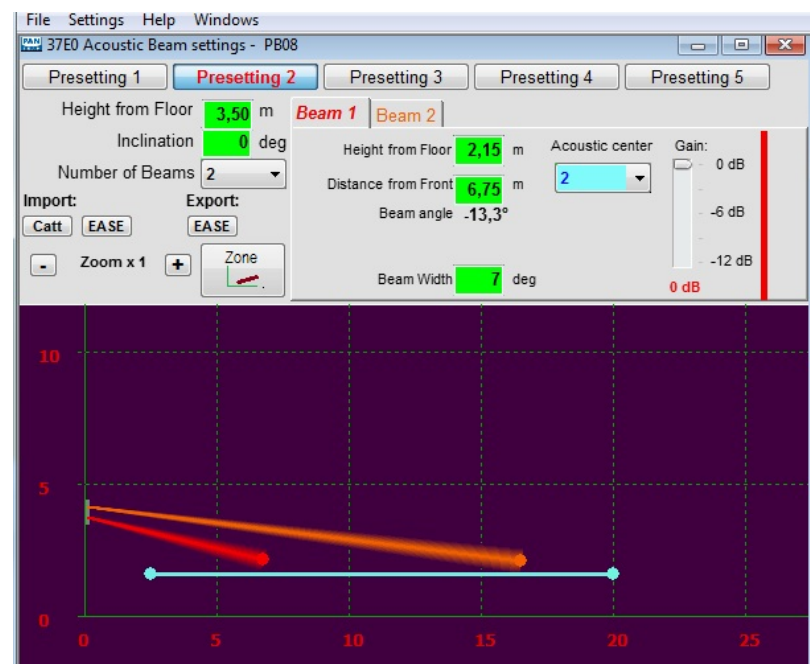 File Settings Help Windows
PAN 37E0 Acoustic Beam settings - PB08
Presetting 1 Presetting 2 Presetting 3 Presetting 4 Presetting 5
Height from Floor 3,50 m
Inclination 0 deg
Number of Beams 2
Import: Export:
Catt EASE EASE
- Zoom x 1 + Zone
Beam 1 Beam 2
Height from Floor 2,15 m
Distance from Front 6,75 m
Beam angle -13,3°
Beam Width 7 deg
Acoustic center
2
Gain:
0 dB
-6 dB
-12 dB
0 dB
10
5
0
0 5 10 15 20 25